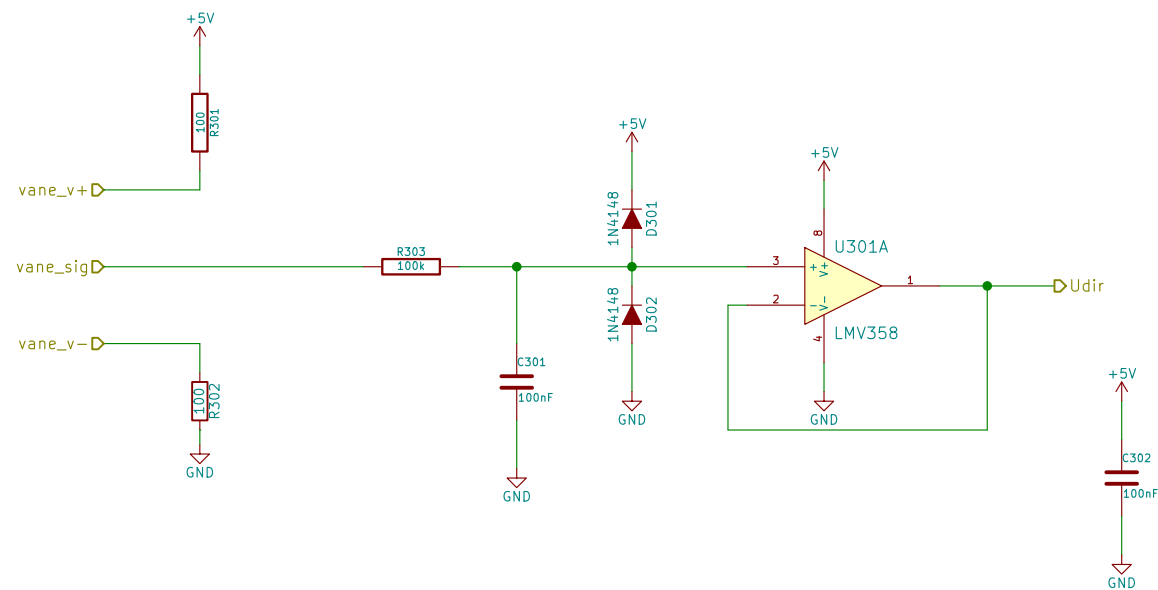 +5V
100
R301
vane_v+
vane_sig
R303
100k
vane_v-
100
R302
GND
C301
100nF
GND
+5V
1N4148
D301
1N4148
D302
GND
+5V
8
U301A
3
+
V+
1
2
-
V-
4
LMV358
GND
Udir
+5V
C302
100nF
GND